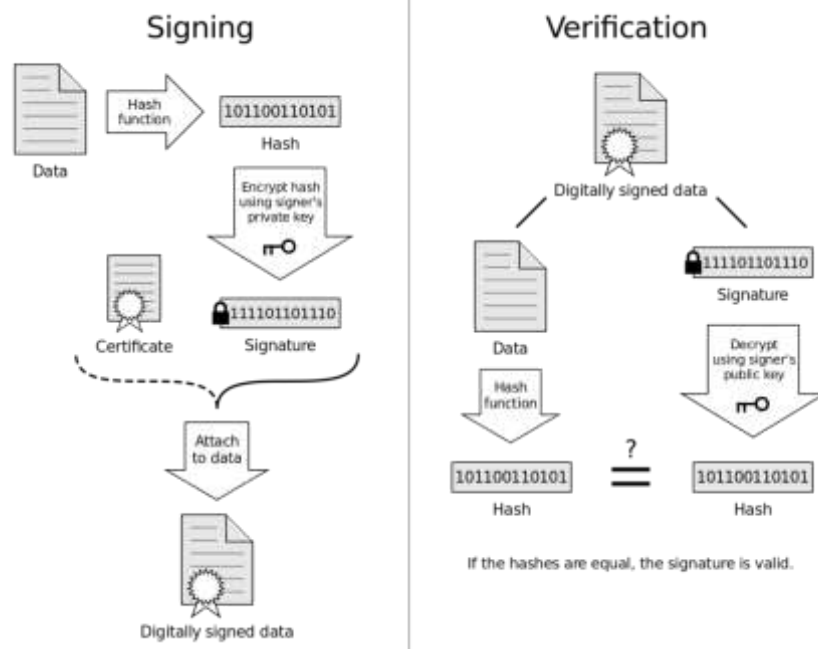 Signing
Data
Hash
function
101100110101
Hash
Encrypt hash
using signer's
private key
Certificate
111101101110
Signature
Attach
to data
Digitally signed data
Verification
Digitally signed data
Data
111101101110
Signature
Hash
function
Decrypt
using signer's
public key
101100110101
Hash
?
=
101100110101
Hash
If the hashes are equal, the signature is valid.